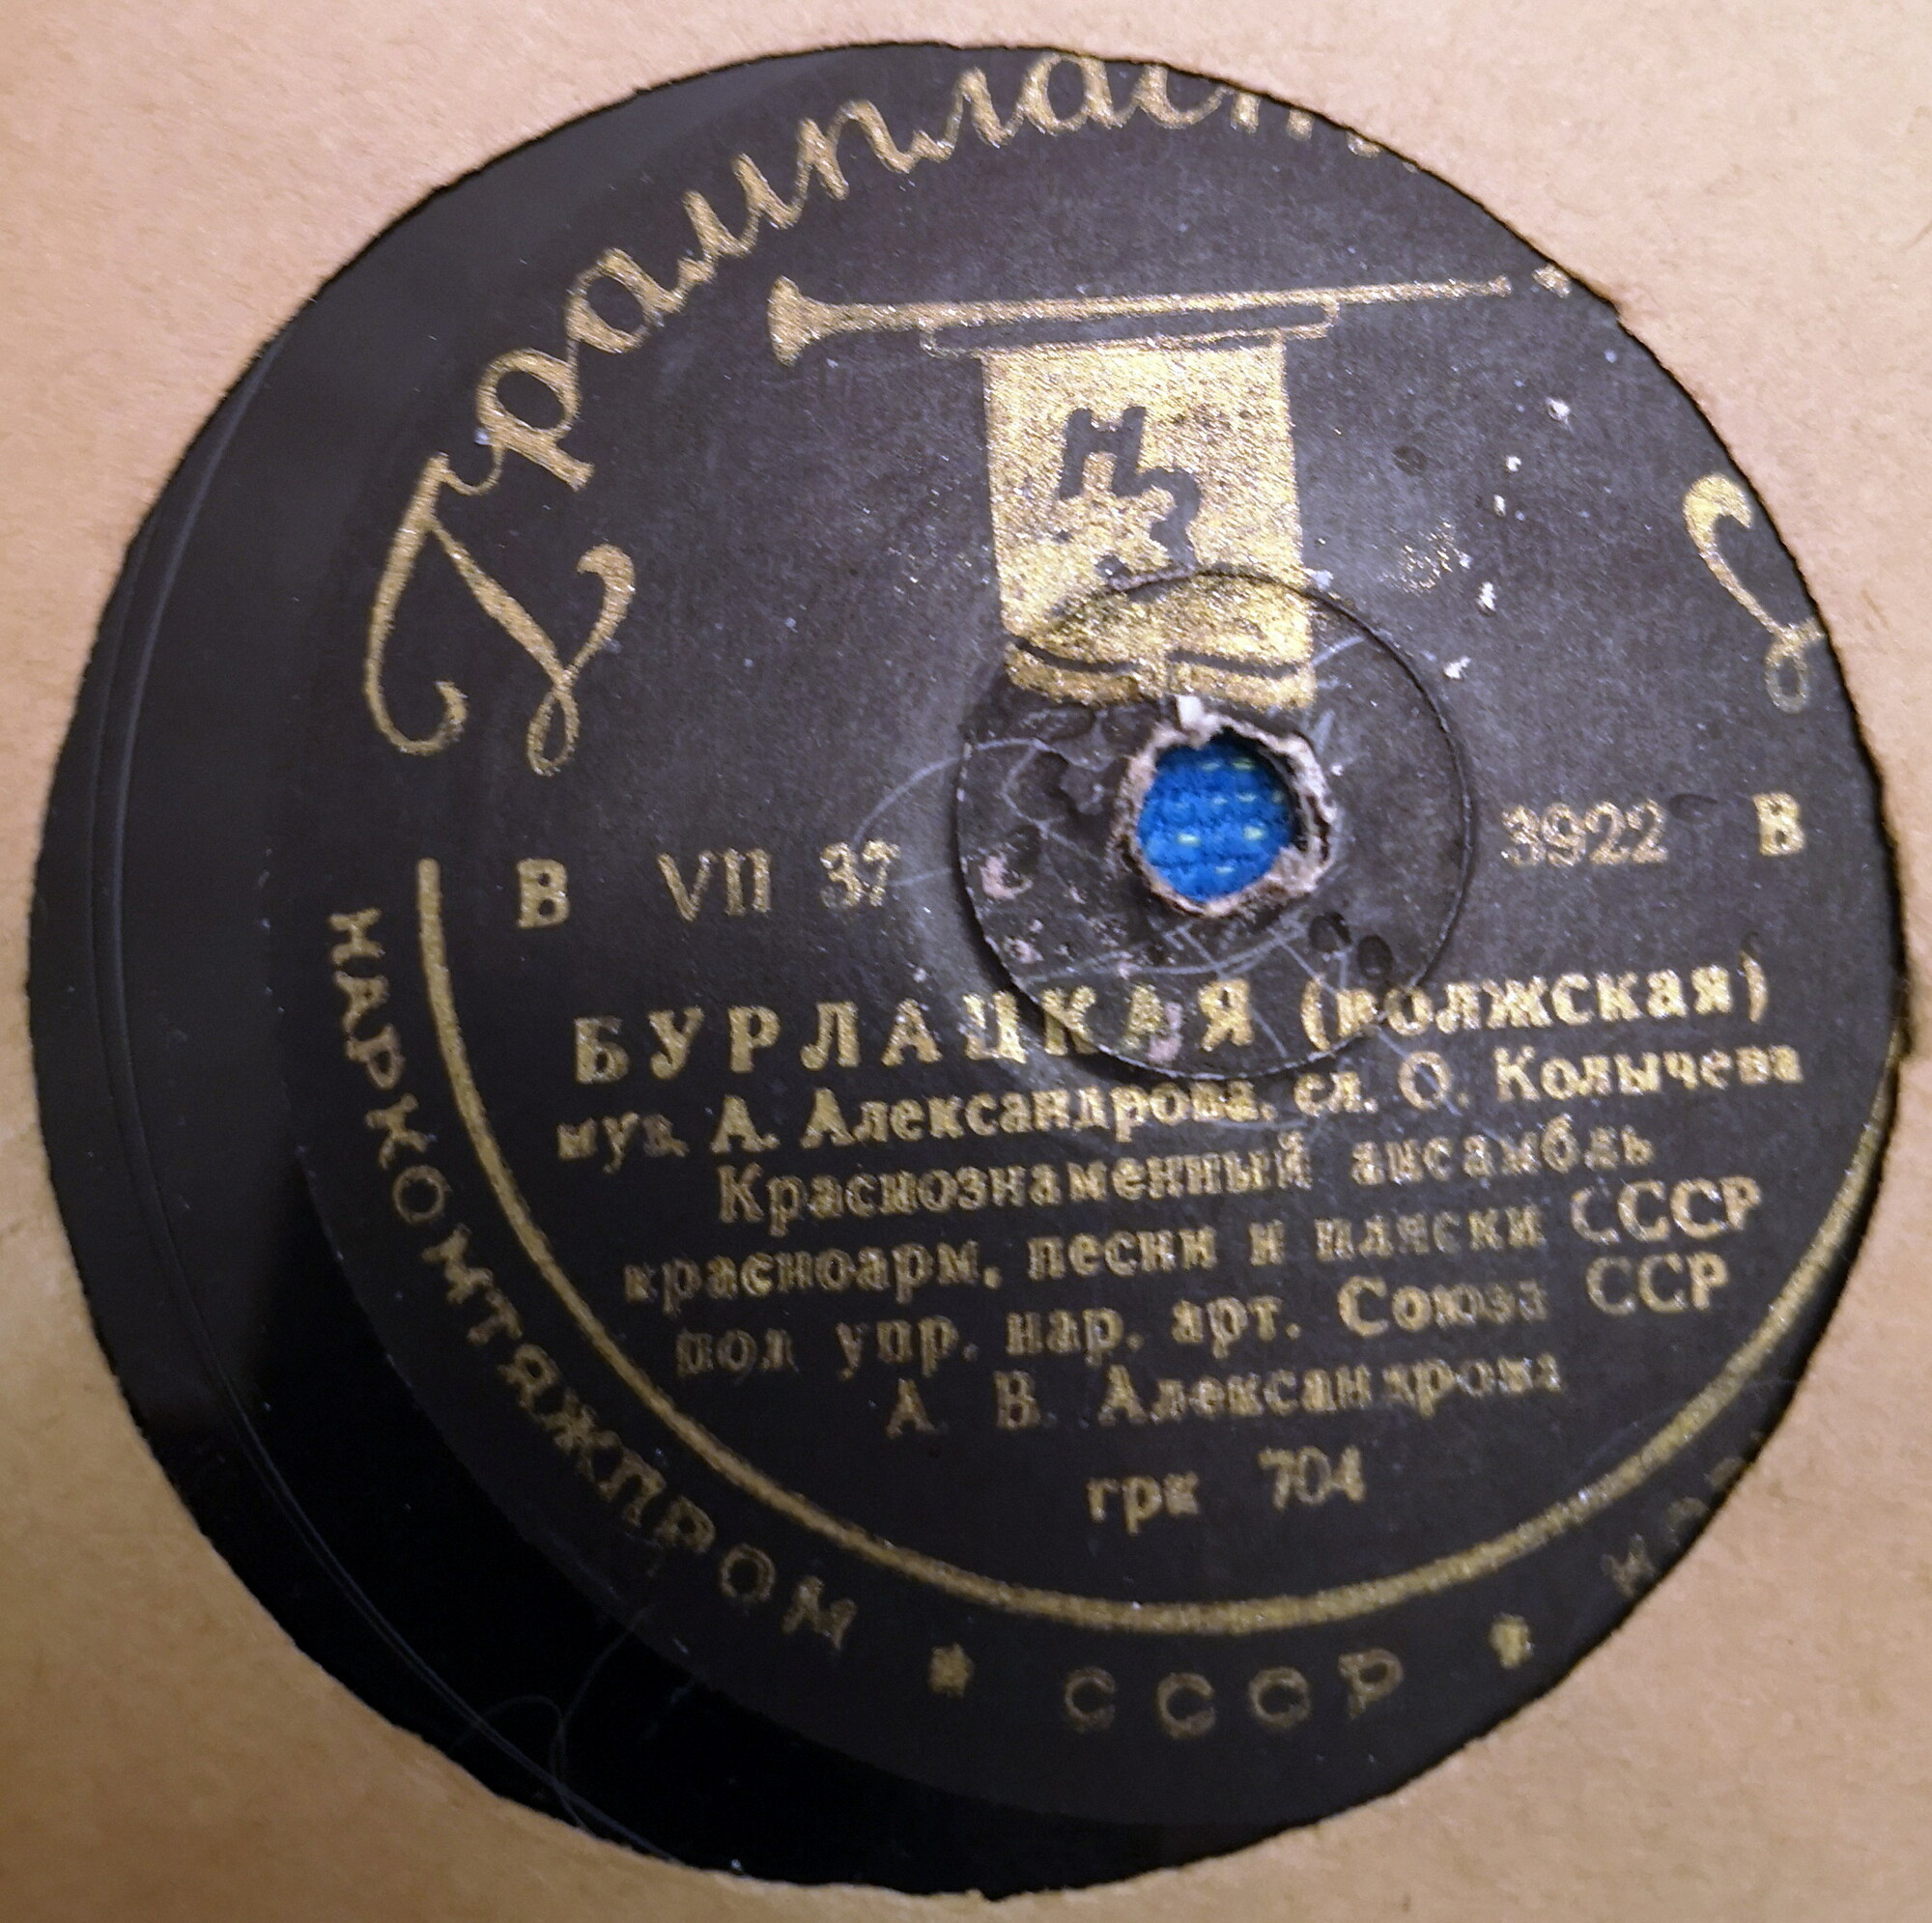 Грампласт
НЗ
В VII 37 3922 В
БУРЛАЦКАЯ (волжская)
муз. А. Александрова, сл. О. Колычева
Краснознаменный ансамбль
красноарм. песни и пляски СССР
под упр. нар. арт. Союза ССР
А. В. Александрова
грк 704
НАРКОМТЯЖПРОМ ★ СССР ★